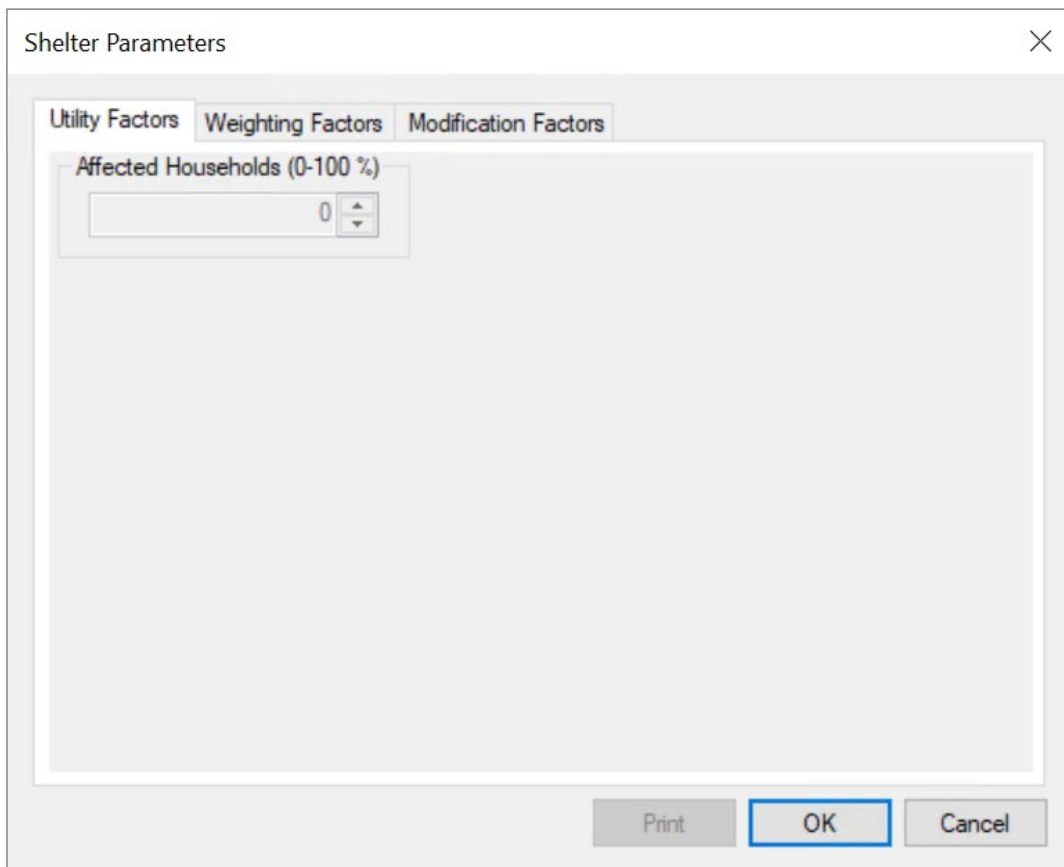 Shelter Parameters
Utility Factors Weighting Factors Modification Factors
Affected Households (0-100 %)
0
Print OK Cancel